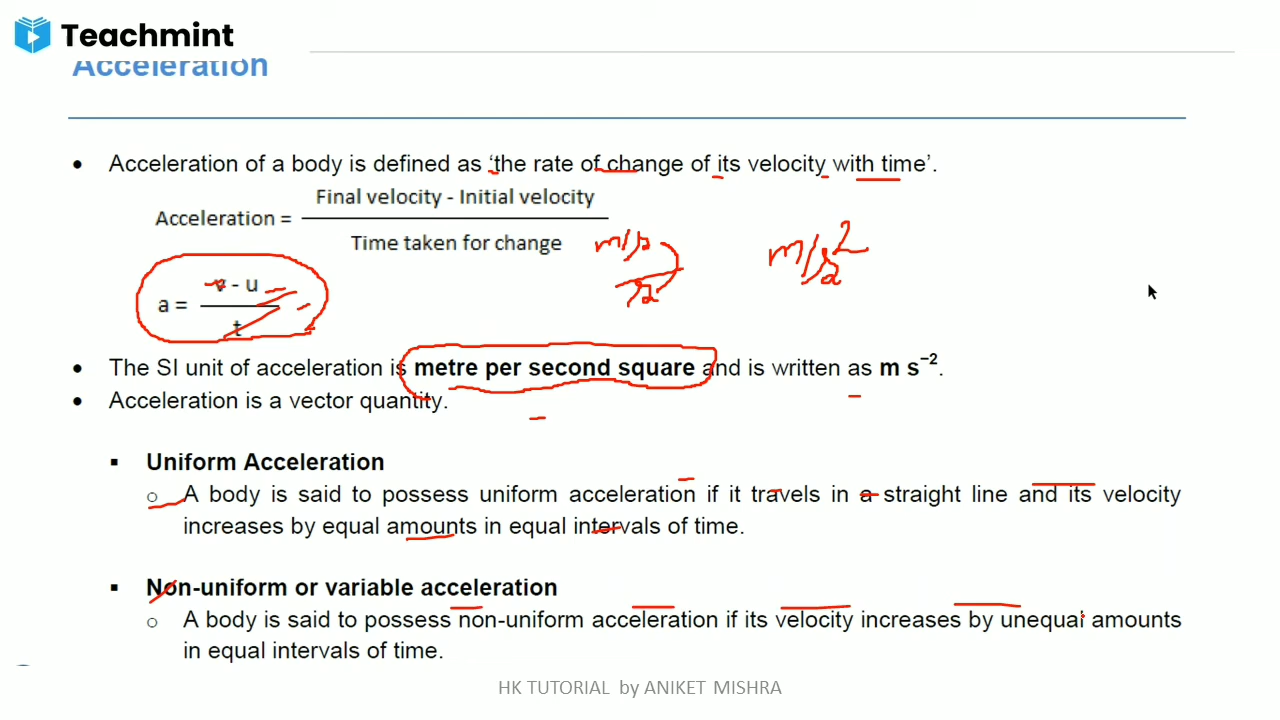 Teachmint
Acceleration
• Acceleration of a body is defined as ‘the rate of change of its velocity with time’.
Acceleration = Final velocity - Initial velocity
Time taken for change
m/s
/s
m/s²
a = v - u
t
• The SI unit of acceleration is metre per second square and is written as m s⁻².
• Acceleration is a vector quantity.
▪ Uniform Acceleration
o A body is said to possess uniform acceleration if it travels in a straight line and its velocity
increases by equal amounts in equal intervals of time.
▪ Non-uniform or variable acceleration
o A body is said to possess non-uniform acceleration if its velocity increases by unequal amounts
in equal intervals of time.
HK TUTORIAL by ANIKET MISHRA